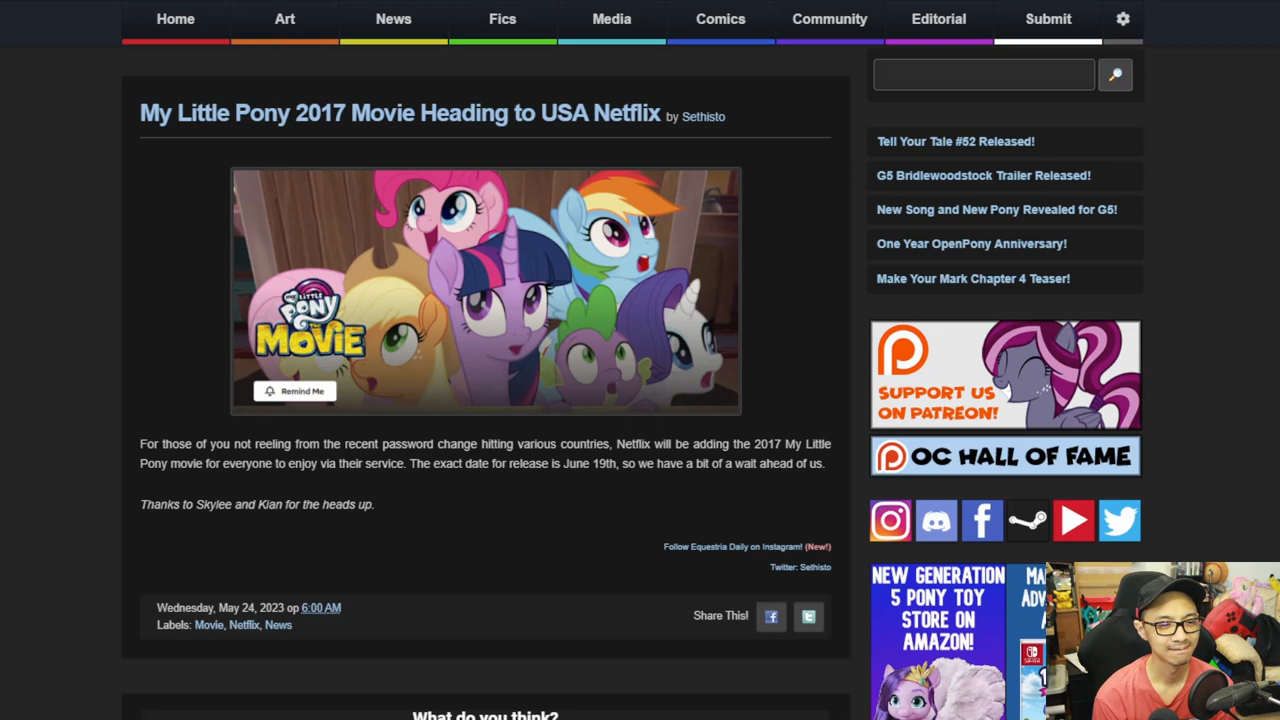 Home Art News Fics Media Comics Community Editorial Submit
My Little Pony 2017 Movie Heading to USA Netflix by Sethisto
MY LITTLE PONY THE MOVIE
Remind Me
For those of you not reeling from the recent password change hitting various countries, Netflix will be adding the 2017 My Little
Pony movie for everyone to enjoy via their service. The exact date for release is June 19th, so we have a bit of a wait ahead of us.
Thanks to Skylee and Kian for the heads up.
Follow Equestria Daily on Instagram! (New!)
Twitter: Sethisto
Wednesday, May 24, 2023 op 6:00 AM
Labels: Movie, Netflix, News
Share This!
What do you think?
Tell Your Tale #52 Released!
G5 Bridlewoodstock Trailer Released!
New Song and New Pony Revealed for G5!
One Year OpenPony Anniversary!
Make Your Mark Chapter 4 Teaser!
SUPPORT US
ON PATREON!
OC HALL OF FAME
NEW GENERATION
5 PONY TOY
STORE ON
AMAZON!